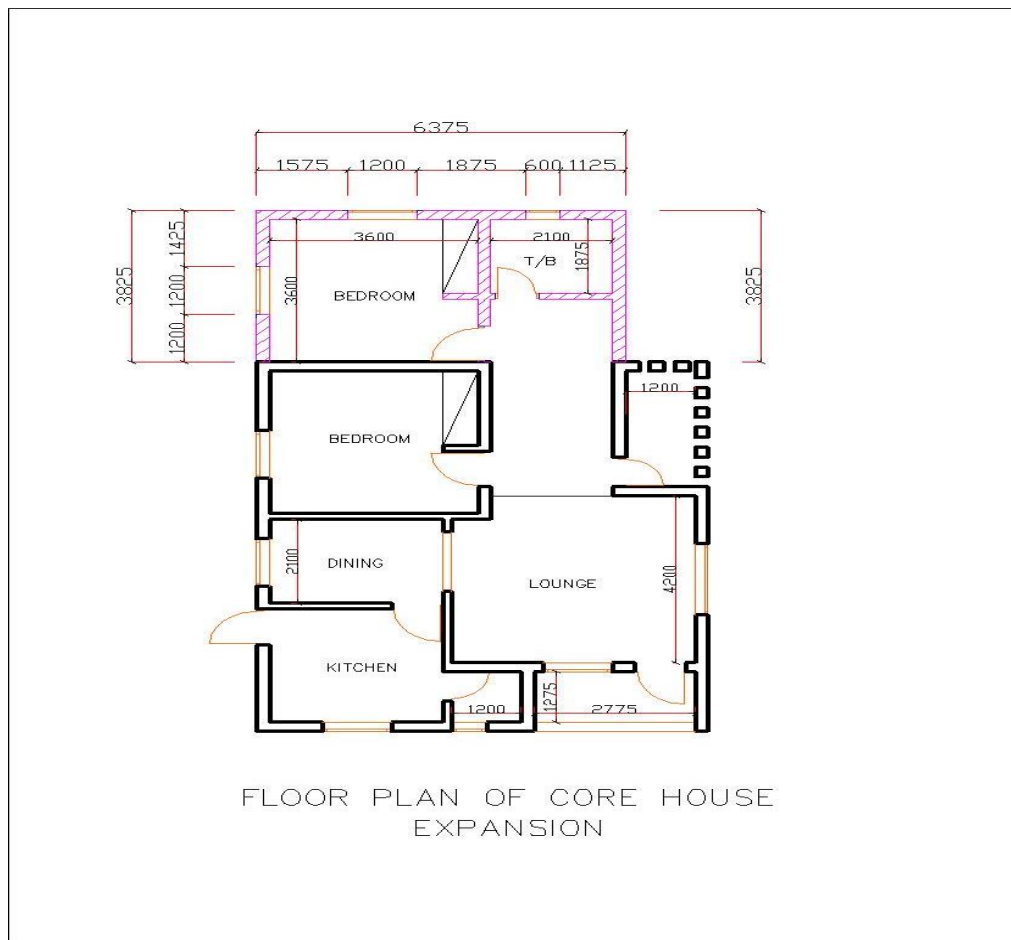 6375
1575 1200 1875 600 1125
3825
1425
1200
1200
3600
3600
2100
1875
T/B
BEDROOM
3825
1200
BEDROOM
2100
DINING
LOUNGE
4200
KITCHEN
1200
1275
2775
FLOOR PLAN OF CORE HOUSE
EXPANSION